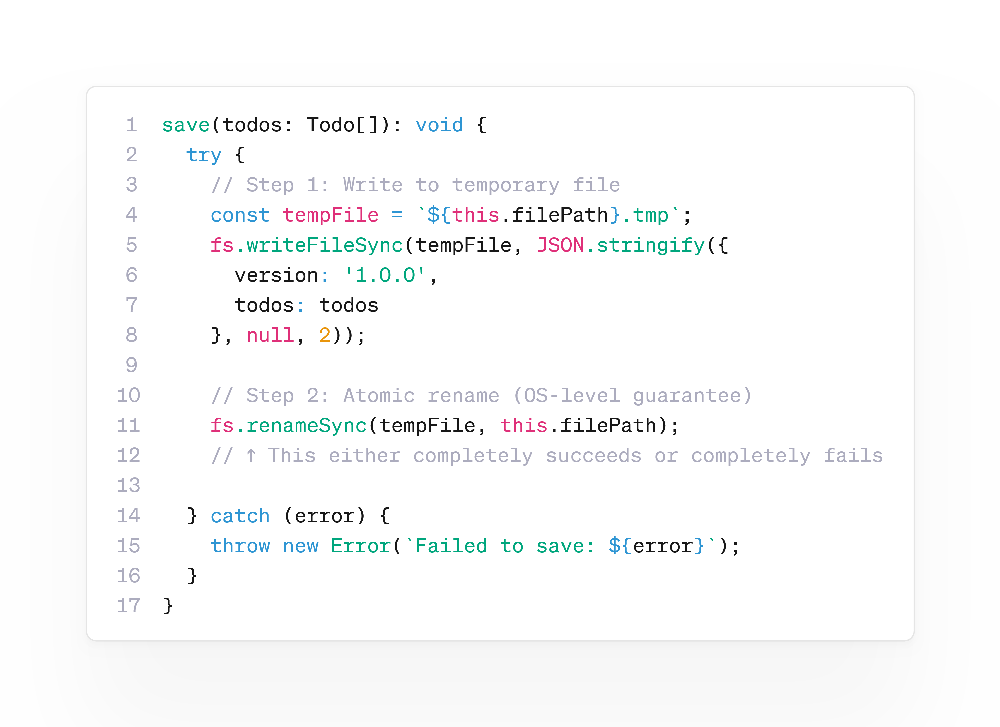 1 save(todos: Todo[]): void {
2   try {
3     // Step 1: Write to temporary file
4     const tempFile = `${this.filePath}.tmp`;
5     fs.writeFileSync(tempFile, JSON.stringify({
6       version: '1.0.0',
7       todos: todos
8     }, null, 2));
9
10     // Step 2: Atomic rename (OS-level guarantee)
11     fs.renameSync(tempFile, this.filePath);
12     // ↑ This either completely succeeds or completely fails
13
14   } catch (error) {
15     throw new Error(`Failed to save: ${error}`);
16   }
17 }